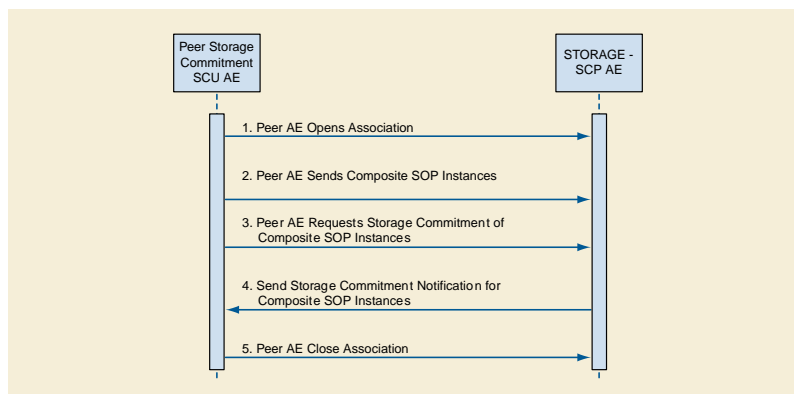 Peer Storage
Commitment
SCU AE
STORAGE -
SCP AE
1. Peer AE Opens Association
2. Peer AE Sends Composite SOP Instances
3. Peer AE Requests Storage Commitment of
Composite SOP Instances
4. Send Storage Commitment Notification for
Composite SOP Instances
5. Peer AE Close Association